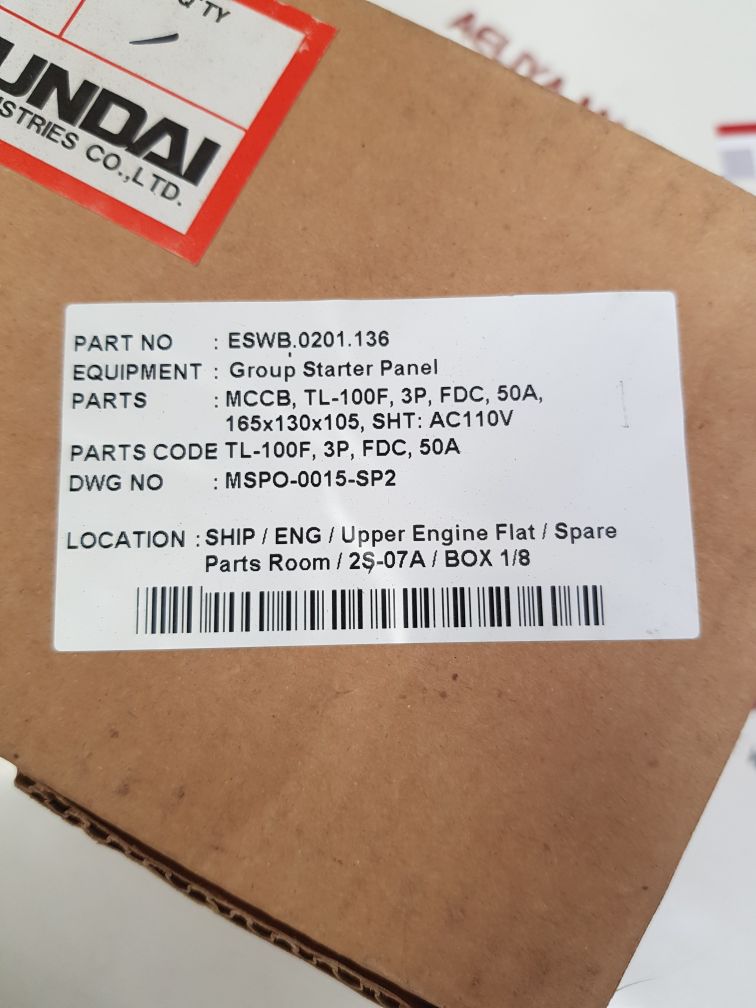 Q'TY
UNDAI
STRIES CO.,LTD.
AELIYA
PART NO : ESWB.0201.136
EQUIPMENT : Group Starter Panel
PARTS : MCCB, TL-100F, 3P, FDC, 50A,
165x130x105, SHT: AC110V
PARTS CODE TL-100F, 3P, FDC, 50A
DWG NO : MSPO-0015-SP2
LOCATION : SHIP / ENG / Upper Engine Flat / Spare
Parts Room / 2S-07A / BOX 1/8